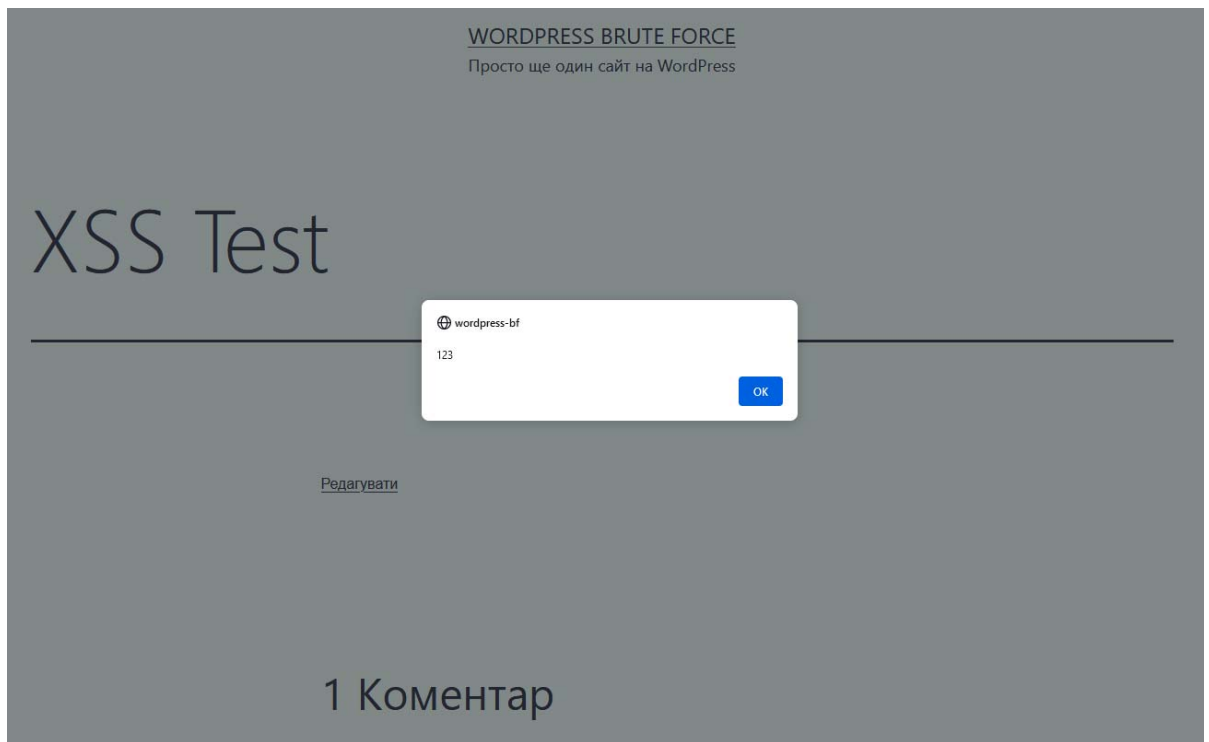 WORDPRESS BRUTE FORCE
Просто ще один сайт на WordPress
XSS Test
wordpress-bf
123
OK
Редагувати
1 Коментар